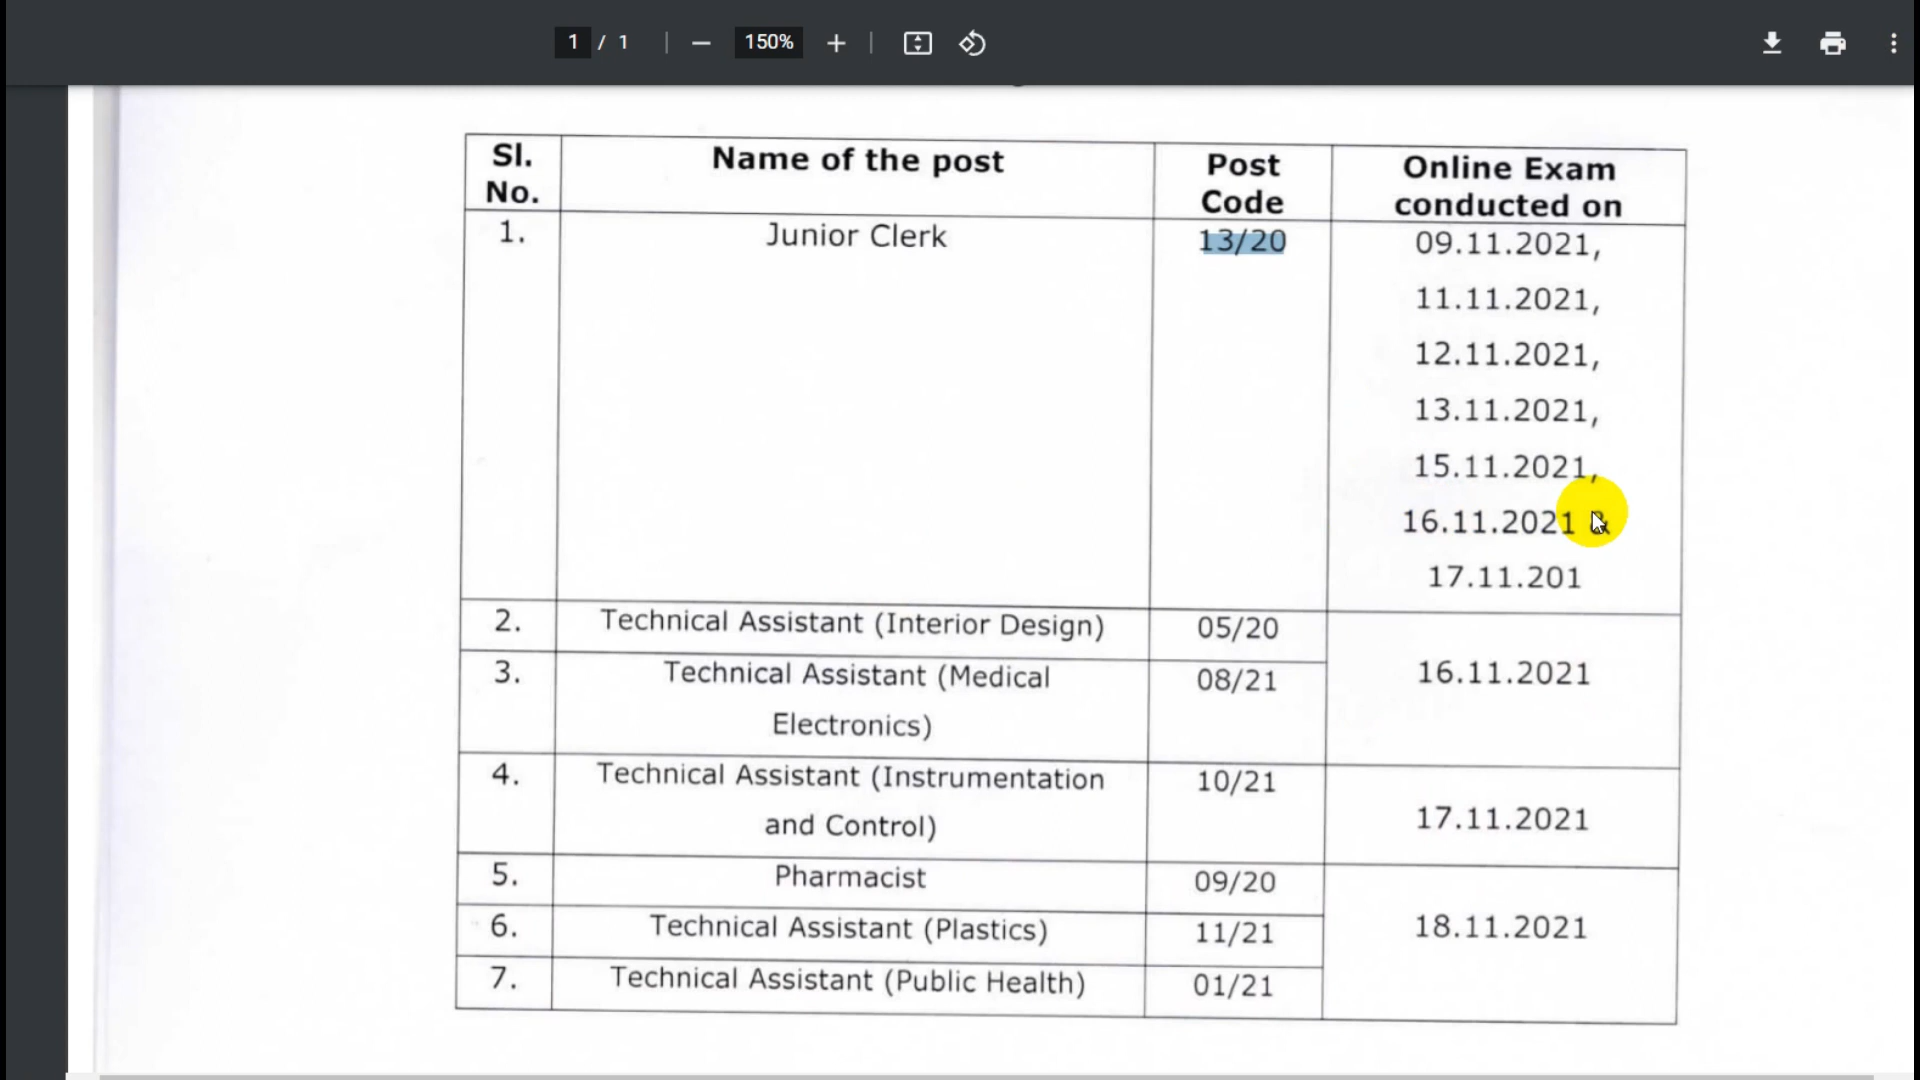 1 / 1 150%
Sl. No. Name of the post Post Code Online Exam conducted on
1. Junior Clerk 13/20 09.11.2021,
11.11.2021,
12.11.2021,
13.11.2021,
15.11.2021,
16.11.2021 &
17.11.201
2. Technical Assistant (Interior Design) 05/20
16.11.2021
3. Technical Assistant (Medical 08/21
Electronics)
4. Technical Assistant (Instrumentation 10/21
and Control)
17.11.2021
5. Pharmacist 09/20
6. Technical Assistant (Plastics) 11/21
18.11.2021
7. Technical Assistant (Public Health) 01/21